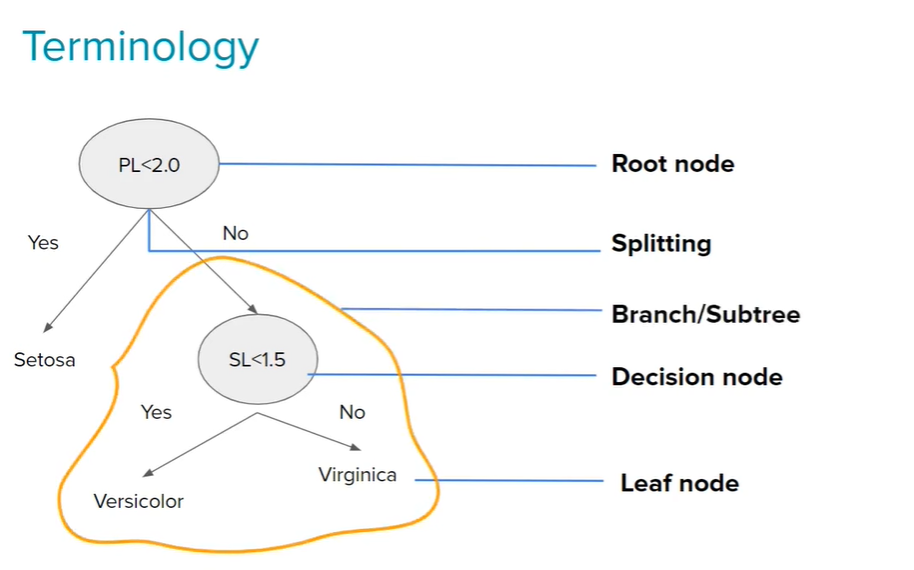 Terminology
PL<2.0
Root node
Yes
No
Splitting
Branch/Subtree
Setosa
SL<1.5
Decision node
Yes
No
Virginica
Leaf node
Versicolor